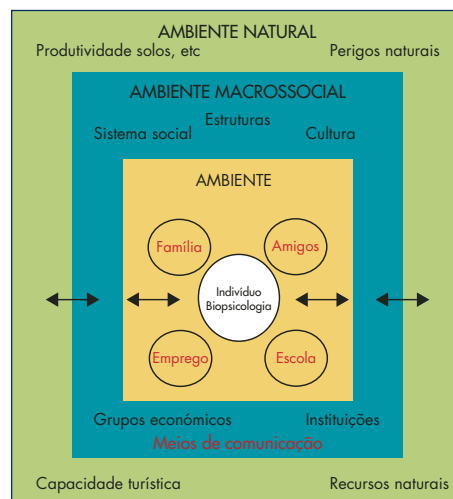 AMBIENTE NATURAL
Produtividade solos, etc
Perigos naturais
AMBIENTE MACROSSOCIAL
Estruturas
Sistema social
Cultura
AMBIENTE
Família
Amigos
Indivíduo
Biopsicologia
Emprego
Escola
Grupos económicos
Instituições
Meios de comunicação
Capacidade turística
Recursos naturais